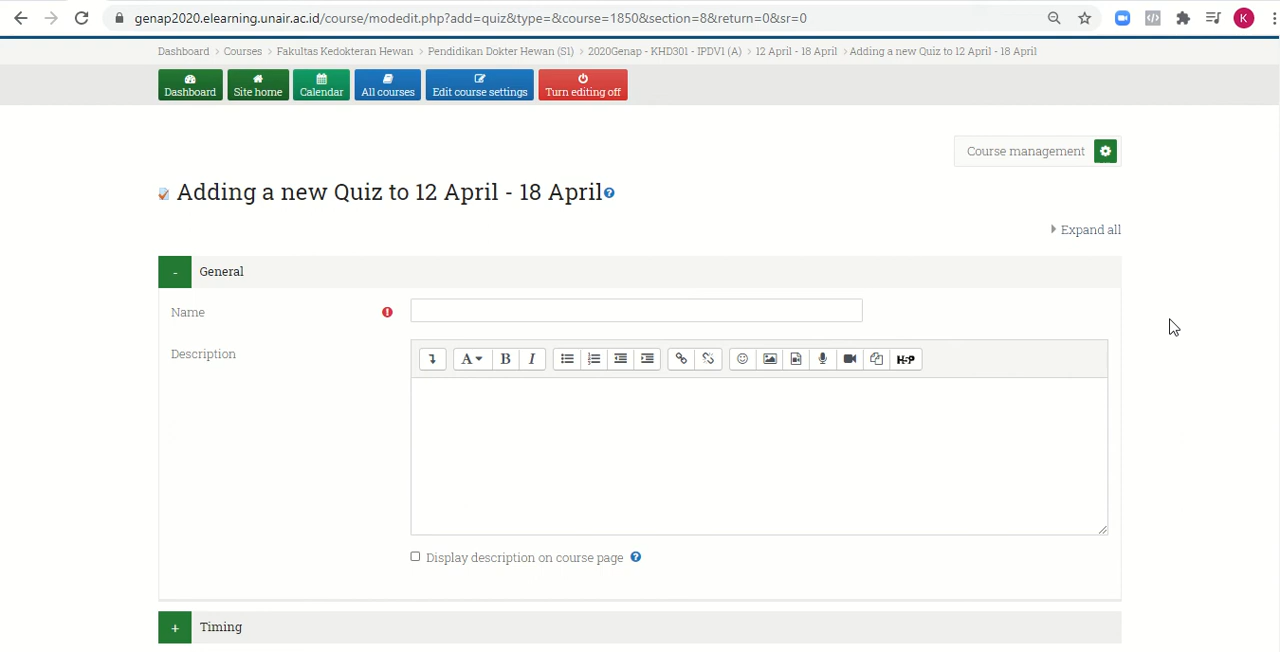 genap2020.elearning.unair.ac.id/course/modedit.php?add=quiz&type=&course=1850&section=8&return=0&sr=0
K
Dashboard > Courses > Fakultas Kedokteran Hewan > Pendidikan Dokter Hewan (S1) > 2020Genap - KHD301 - IPDV1 (A) > 12 April - 18 April > Adding a new Quiz to 12 April - 18 April
Dashboard Site home Calendar All courses Edit course settings Turn editing off
Course management
Adding a new Quiz to 12 April - 18 April
Expand all
- General
Name
Description
A B I H-P
Display description on course page
+ Timing